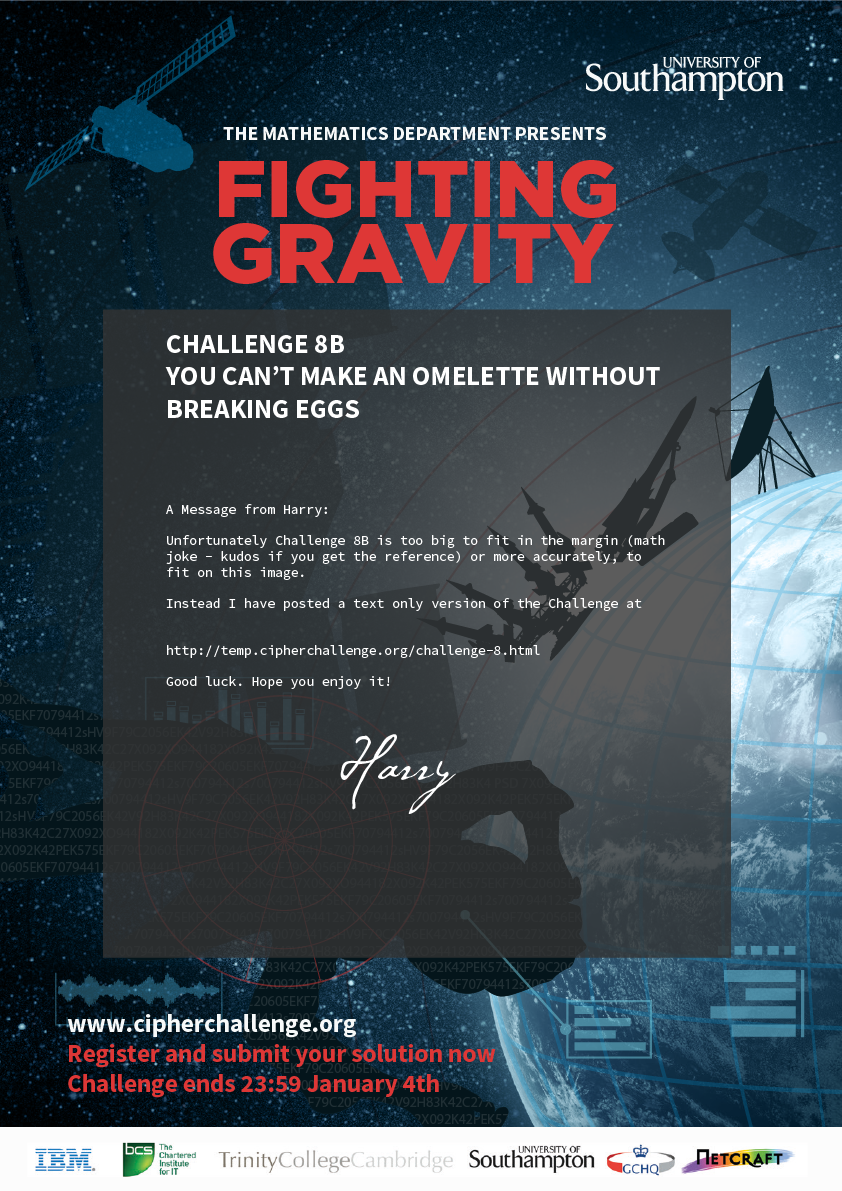 UNIVERSITY OF
Southampton
THE MATHEMATICS DEPARTMENT PRESENTS
FIGHTING
GRAVITY
CHALLENGE 8B
YOU CAN’T MAKE AN OMELETTE WITHOUT
BREAKING EGGS
A Message from Harry:
Unfortunately Challenge 8B is too big to fit in the margin (math
joke – kudos if you get the reference) or more accurately, to
fit on this image.
Instead I have posted a text only version of the Challenge at
http://temp.cipherchallenge.org/challenge-8.html
Good luck. Hope you enjoy it!
Harry
www.cipherchallenge.org
Register and submit your solution now
Challenge ends 23:59 January 4th
IBM
bcs The Chartered Institute for IT
TrinityCollegeCambridge
UNIVERSITY OF
Southampton
GCHQ
NETCRAFT